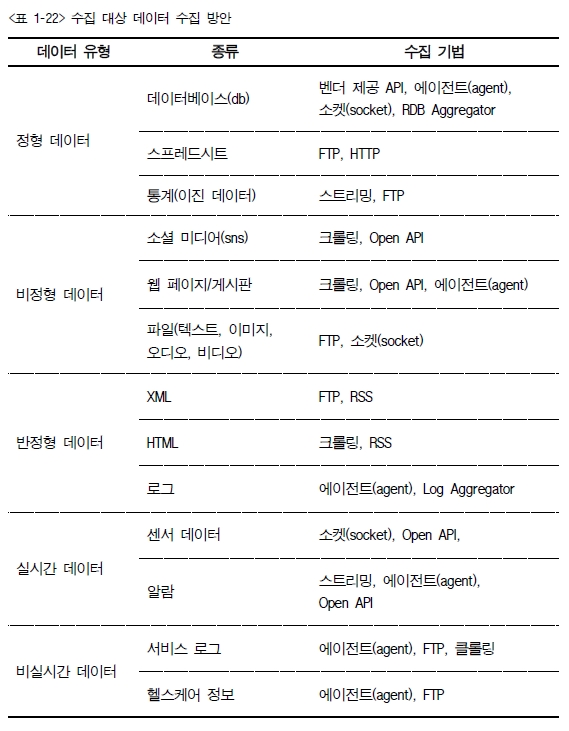 <표 1-22> 수집 대상 데이터 수집 방안
데이터 유형 종류 수집 기법
정형 데이터
데이터베이스(db)
벤더 제공 API, 에이전트(agent),
소켓(socket), RDB Aggregator
스프레드시트 FTP, HTTP
통계(이진 데이터) 스트리밍, FTP
비정형 데이터
소셜 미디어(sns) 크롤링, Open API
웹 페이지/게시판 크롤링, Open API, 에이전트(agent)
파일(텍스트, 이미지,
오디오, 비디오)
FTP, 소켓(socket)
반정형 데이터
XML FTP, RSS
HTML 크롤링, RSS
로그 에이전트(agent), Log Aggregator
실시간 데이터
센서 데이터 소켓(socket), Open API,
알람
스트리밍, 에이전트(agent),
Open API
비실시간 데이터
서비스 로그 에이전트(agent), FTP, 클롤링
헬스케어 정보 에이전트(agent), FTP